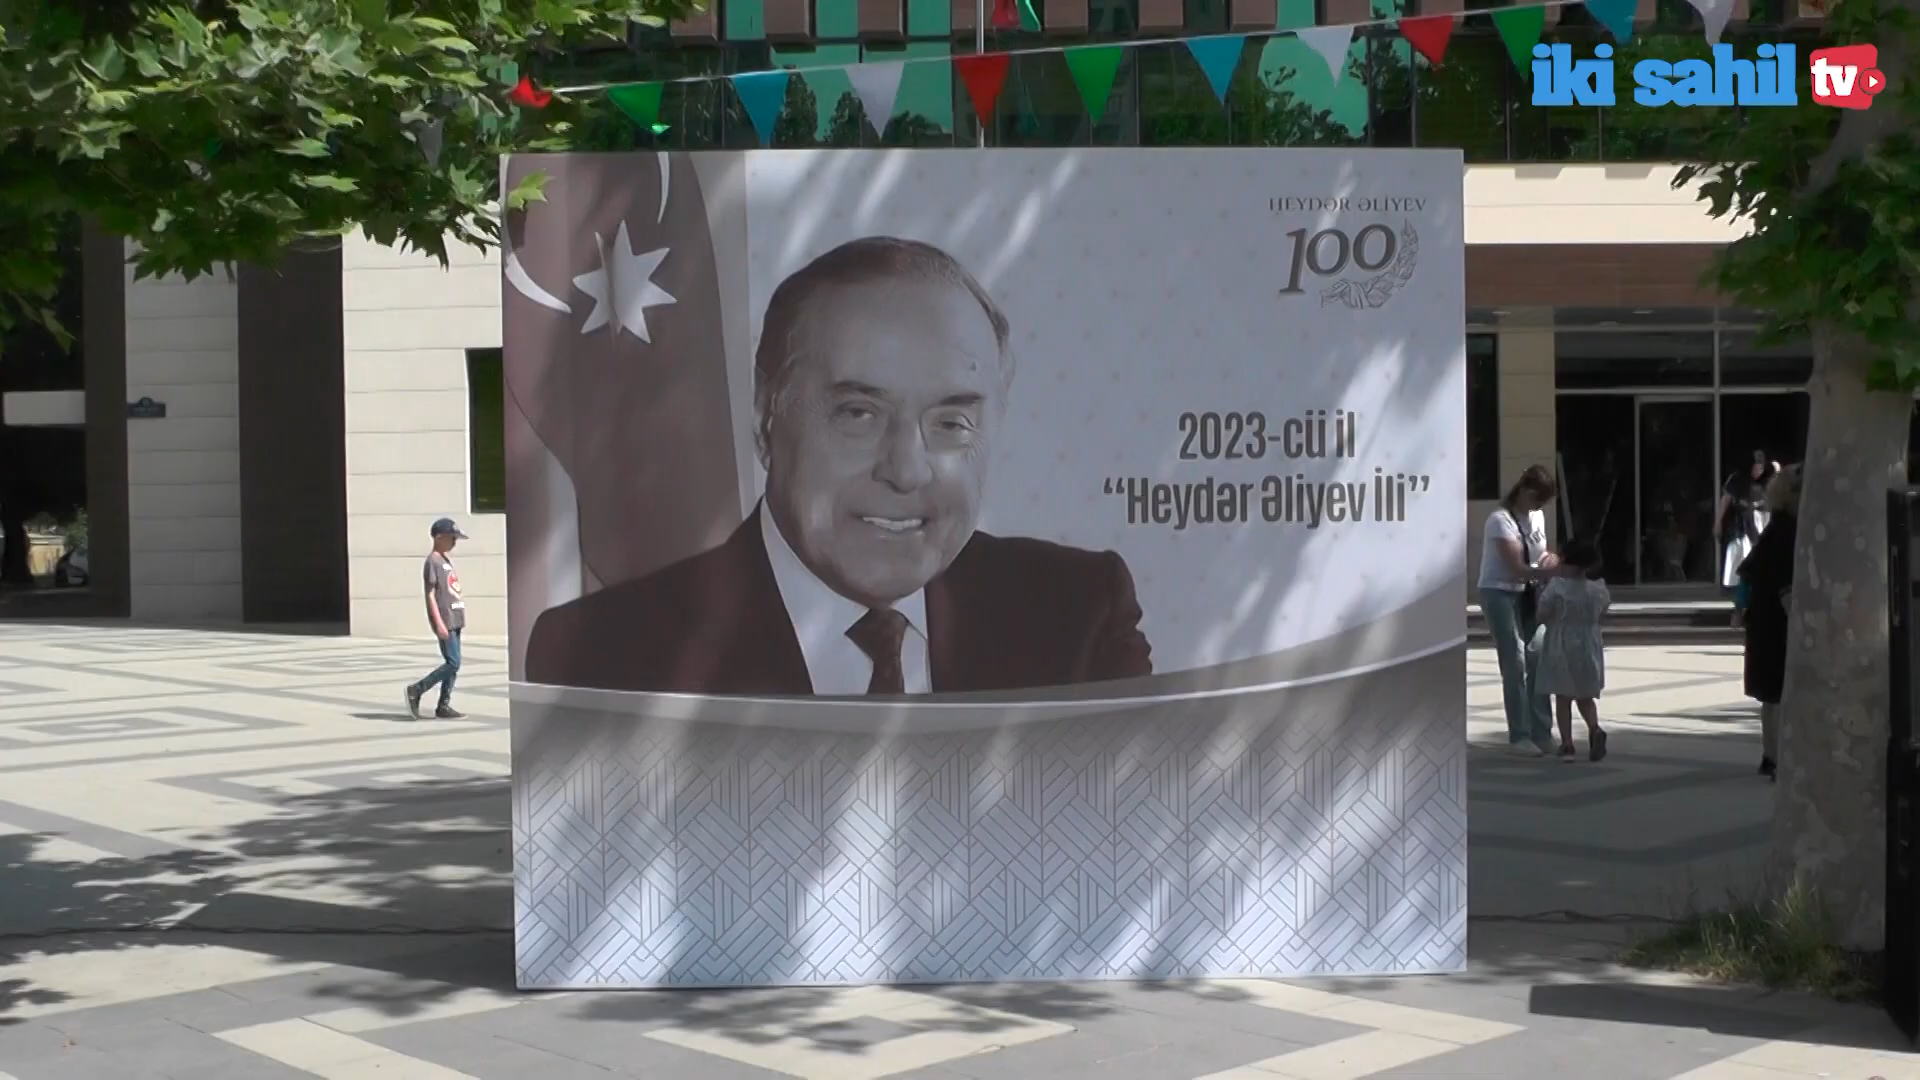 iki sahil tv
HEYDƏR ƏLİYEV
100
2023-cü il
“Heydər Əliyev İli”